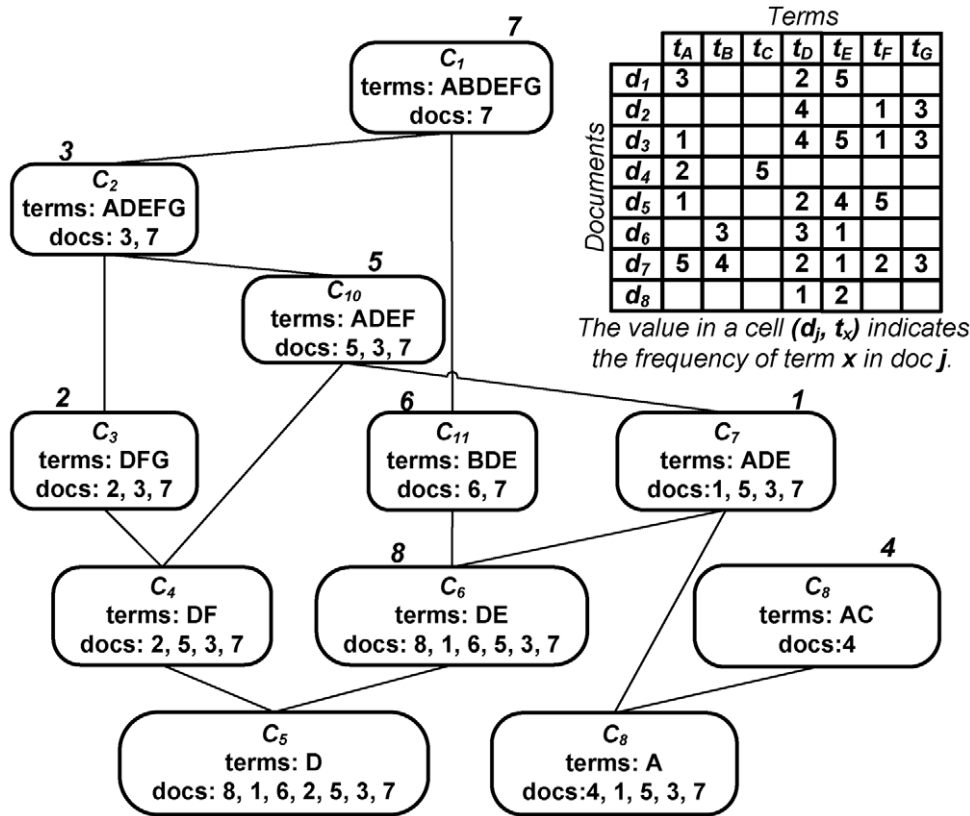 7
C1
terms: ABDEFG
docs: 7
3
C2
terms: ADEFG
docs: 3, 7
5
C10
terms: ADEF
docs: 5, 3, 7
2
C3
terms: DFG
docs: 2, 3, 7
6
C11
terms: BDE
docs: 6, 7
1
C7
terms: ADE
docs:1, 5, 3, 7
C4
terms: DF
docs: 2, 5, 3, 7
8
C6
terms: DE
docs: 8, 1, 6, 5, 3, 7
4
C8
terms: AC
docs:4
C5
terms: D
docs: 8, 1, 6, 2, 5, 3, 7
C8
terms: A
docs:4, 1, 5, 3, 7
Terms
Documents
tA tB tC tD tE tF tG
d1 3 2 5
d2 4 1 3
d3 1 4 5 1 3
d4 2 5
d5 1 2 4 5
d6 3 3 1
d7 5 4 2 1 2 3
d8 1 2
The value in a cell (dj, tx) indicates
the frequency of term x in doc j.